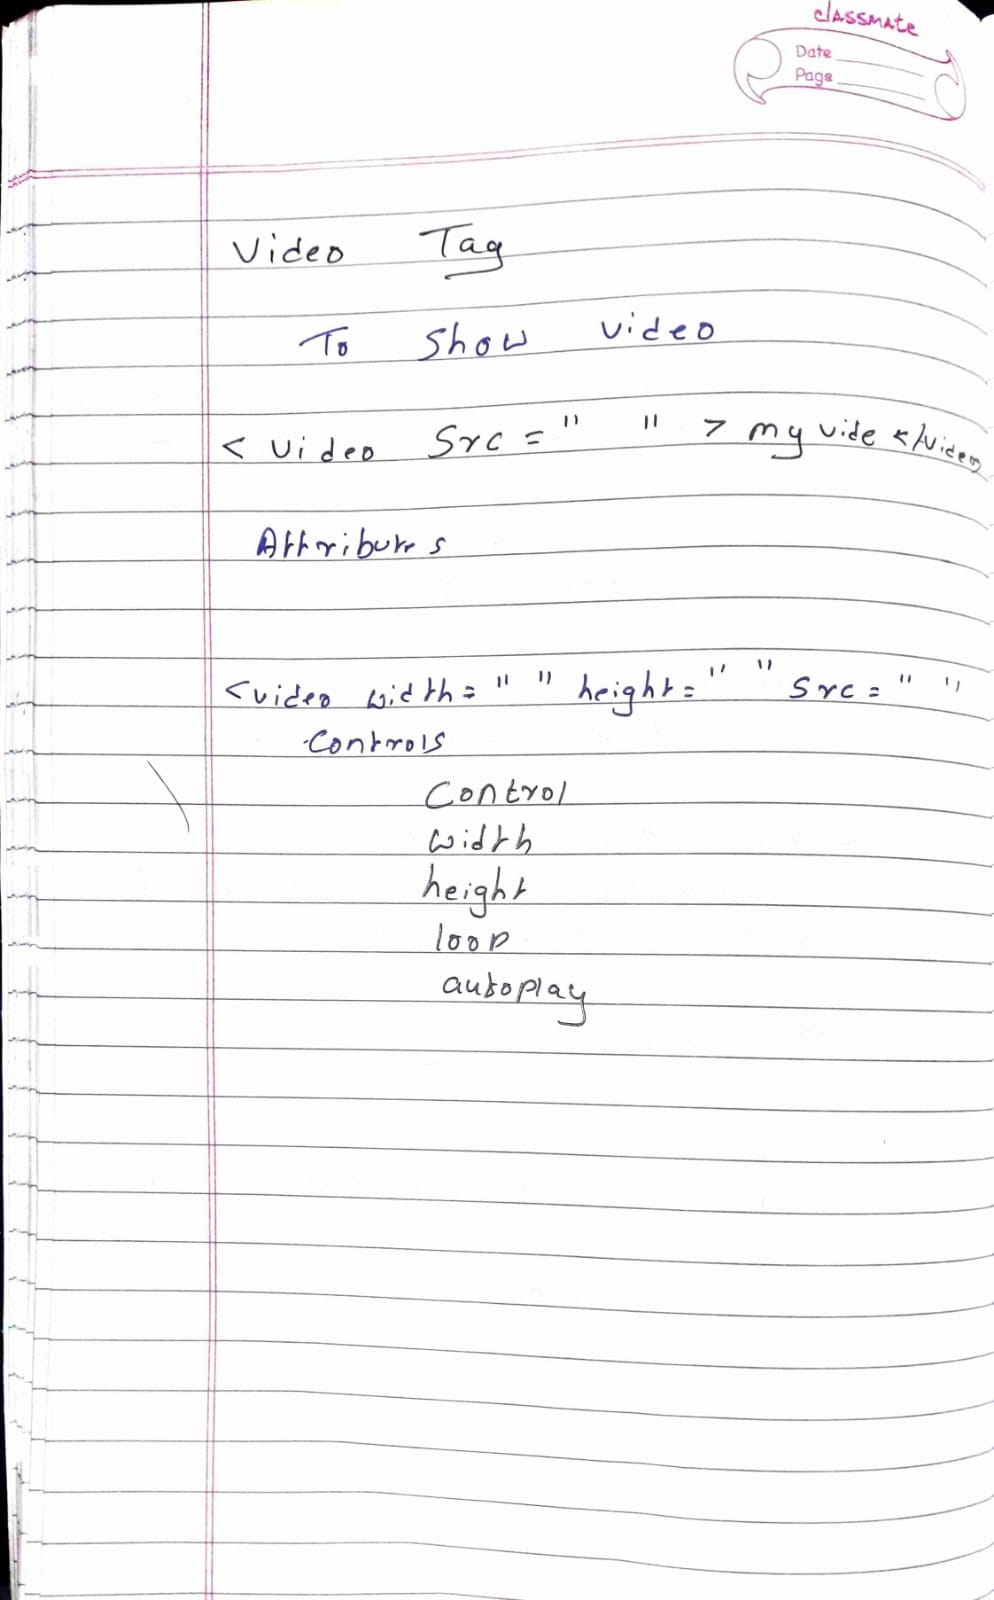 classmate
Date
Page
Video Tag
To Show video
< video Src = " " > my vide </video
Attributes
<video width = " " height = " " Src = " "
Controls
Control
width
height
loop
autoplay